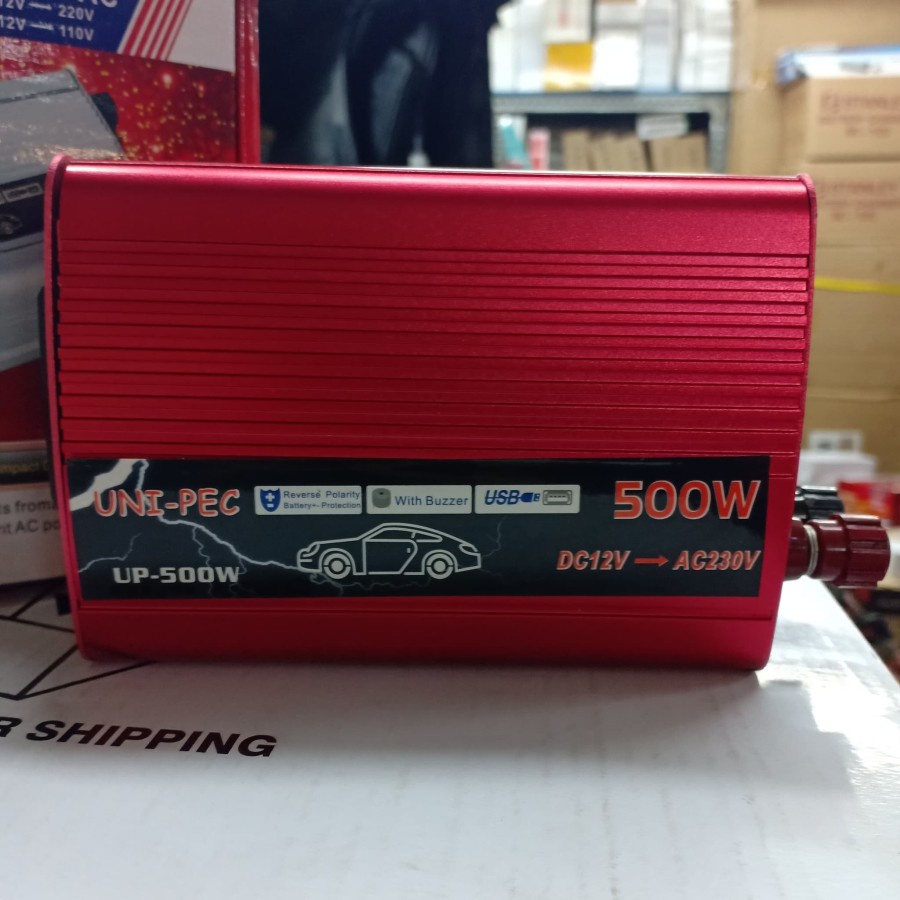 12V 220V
12V 110V
UNI-PEC
Reverse Polarity
Battery+- Protection
With Buzzer
USB
500W
UP-500W
DC12V → AC230V
SHIPPING